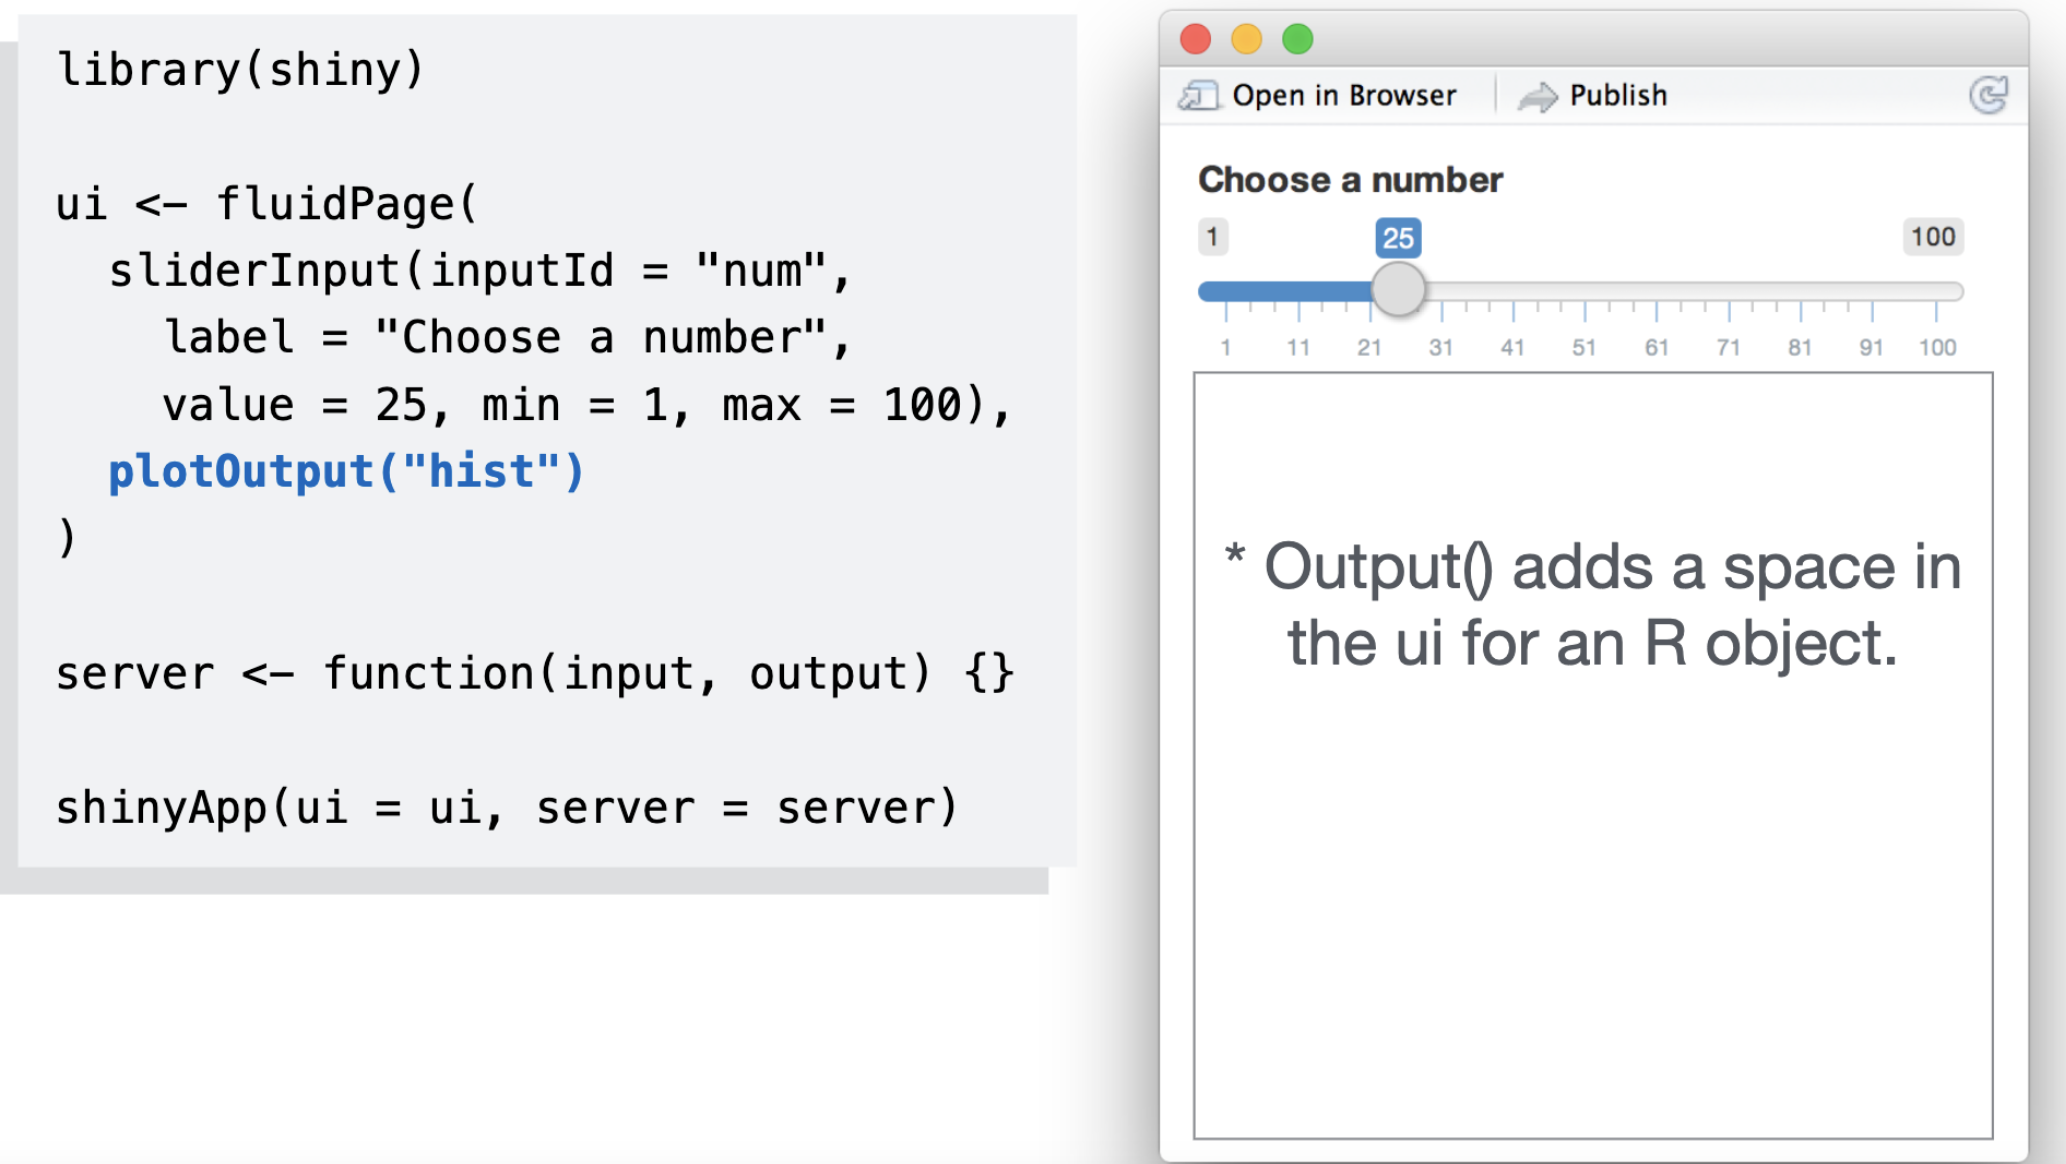 library(shiny)
ui <- fluidPage(
sliderInput(inputId = "num",
label = "Choose a number",
value = 25, min = 1, max = 100),
plotOutput("hist")
)
server <- function(input, output) {}
shinyApp(ui = ui, server = server)
Open in Browser
Publish
Choose a number
1 25 100
1 11 21 31 41 51 61 71 81 91 100
* Output() adds a space in
the ui for an R object.